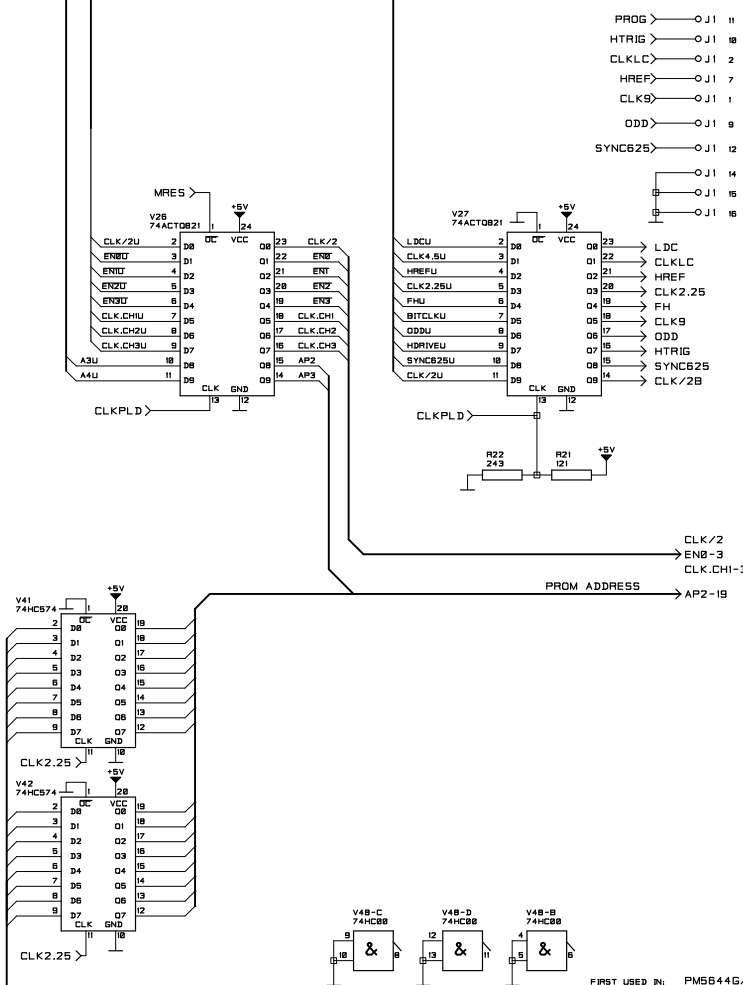 PROG J1 11
HTRIG J1 10
CLKLC J1 2
HREF J1 7
CLK9 J1 1
ODD J1 9
SYNC625 J1 12
J1 14
J1 15
J1 16
MRES
V26
74ACTQ821
+5V
1 24
OC VCC
CLK/2U 2 D0 Q0 23 CLK/2
EN0U 3 D1 Q1 22 EN0
EN1U 4 D2 Q2 21 EN1
EN2U 5 D3 Q3 20 EN2
EN3U 6 D4 Q4 19 EN3
CLK.CH1U 7 D5 Q5 18 CLK.CH1
CLK.CH2U 8 D6 Q6 17 CLK.CH2
CLK.CH3U 9 D7 Q7 16 CLK.CH3
A3U 10 D8 Q8 15 AP2
A4U 11 D9 Q9 14 AP3
CLK GND
13 12
CLKPLD
V27
74ACTQ821
+5V
1 24
OC VCC
LDCU 2 D0 Q0 23 LDC
CLK4.5U 3 D1 Q1 22 CLKLC
HREFU 4 D2 Q2 21 HREF
CLK2.25U 5 D3 Q3 20 CLK2.25
FHU 6 D4 Q4 19 FH
BITCLKU 7 D5 Q5 18 CLK9
ODDU 8 D6 Q6 17 ODD
HDRIVEU 9 D7 Q7 16 HTRIG
SYNC625U 10 D8 Q8 15 SYNC625
CLK/2U 11 D9 Q9 14 CLK/2B
CLK GND
13 12
CLKPLD
R22
243
R21
121
+5V
CLK/2
EN0-3
CLK.CH1-3
PROM ADDRESS AP2-19
V41
74HC574
+5V
1 20
OC VCC
2 D0 Q0 19
3 D1 Q1 18
4 D2 Q2 17
5 D3 Q3 16
6 D4 Q4 15
7 D5 Q5 14
8 D6 Q6 13
9 D7 Q7 12
CLK GND
11 10
CLK2.25
V42
74HC574
+5V
1 20
OC VCC
2 D0 Q0 19
3 D1 Q1 18
4 D2 Q2 17
5 D3 Q3 16
6 D4 Q4 15
7 D5 Q5 14
8 D6 Q6 13
9 D7 Q7 12
CLK GND
11 10
CLK2.25
V48-C
74HC00
9
10
&
8
V48-D
74HC00
12
13
&
11
V48-B
74HC00
4
5
&
6
FIRST USED IN: PM5644G/